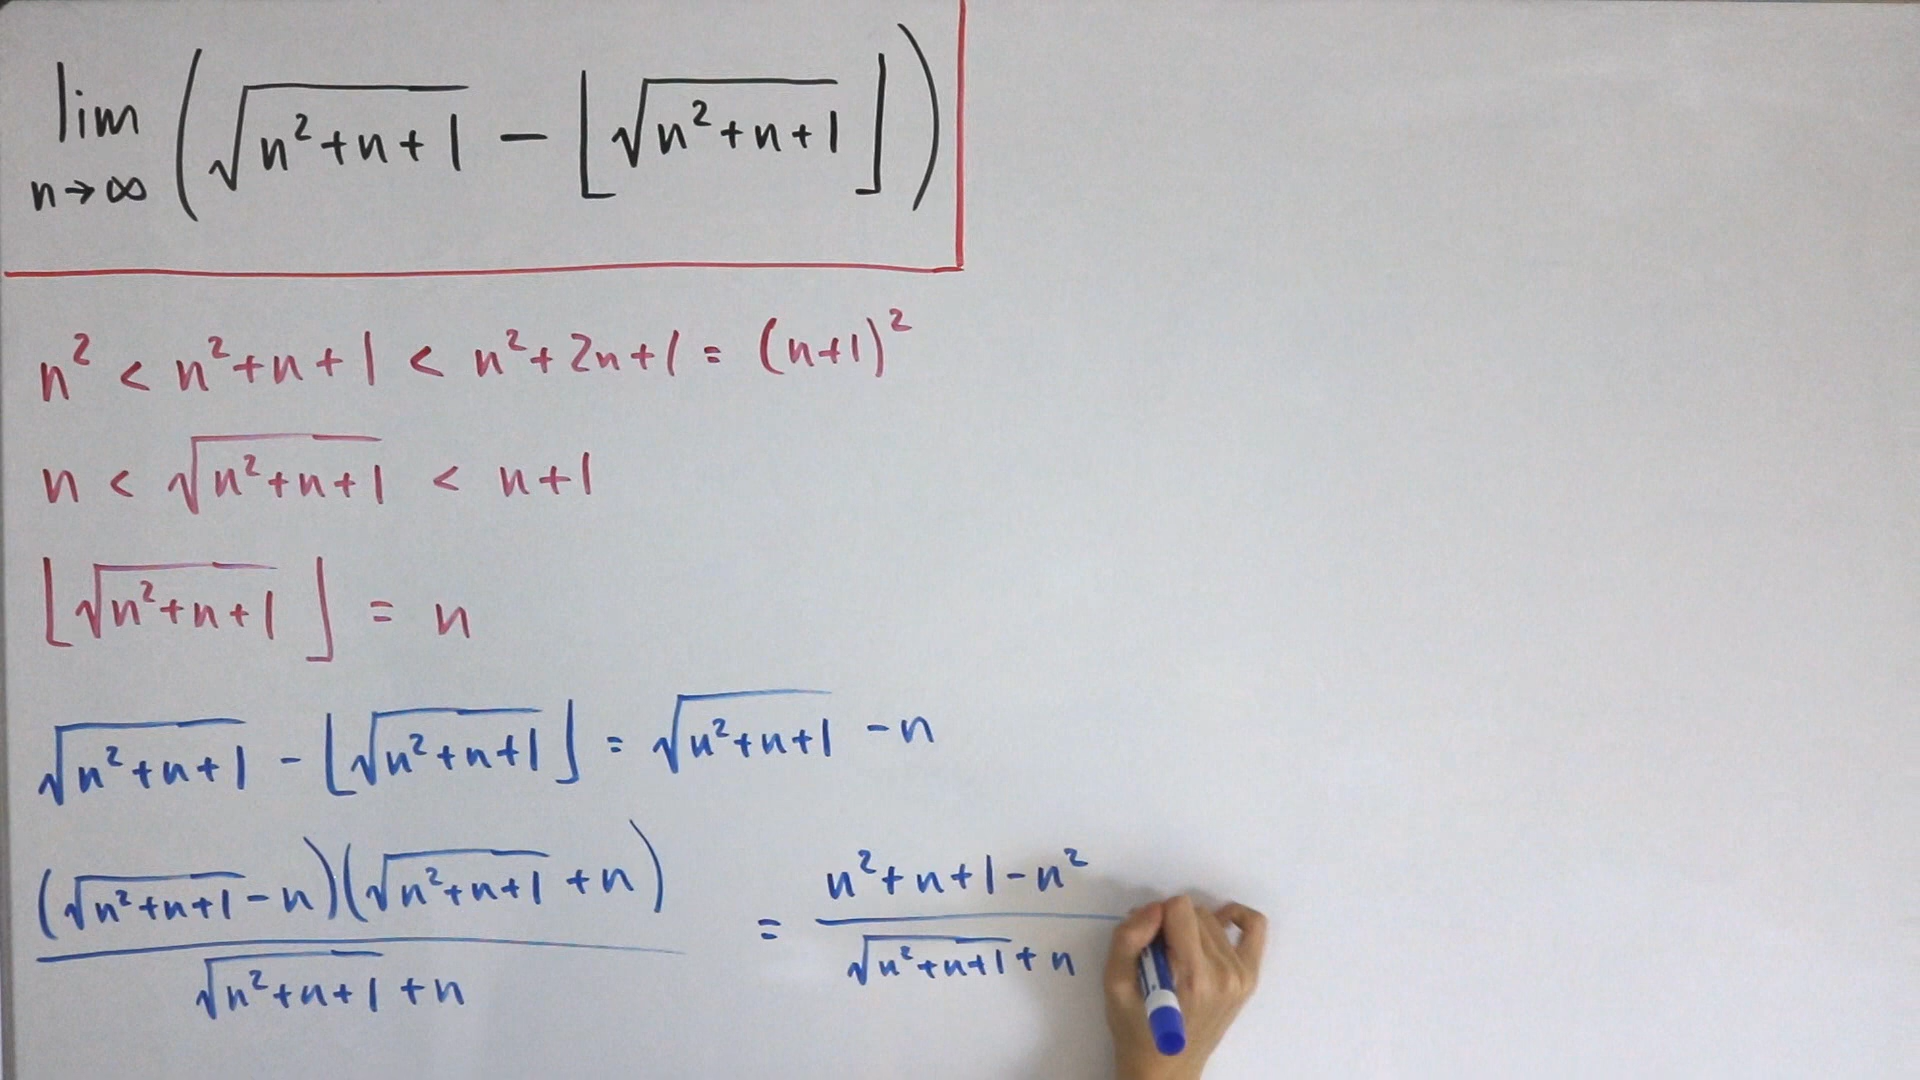 lim n→∞ (√(n²+n+1) − ⌊√(n²+n+1)⌋)
n² < n²+n+1 < n²+2n+1 = (n+1)²
n < √(n²+n+1) < n+1
⌊√(n²+n+1)⌋ = n
√(n²+n+1) − ⌊√(n²+n+1)⌋ = √(n²+n+1) − n
(√(n²+n+1) − n)(√(n²+n+1) + n) / (√(n²+n+1) + n) = (n²+n+1−n²) / (√(n²+n+1) + n)